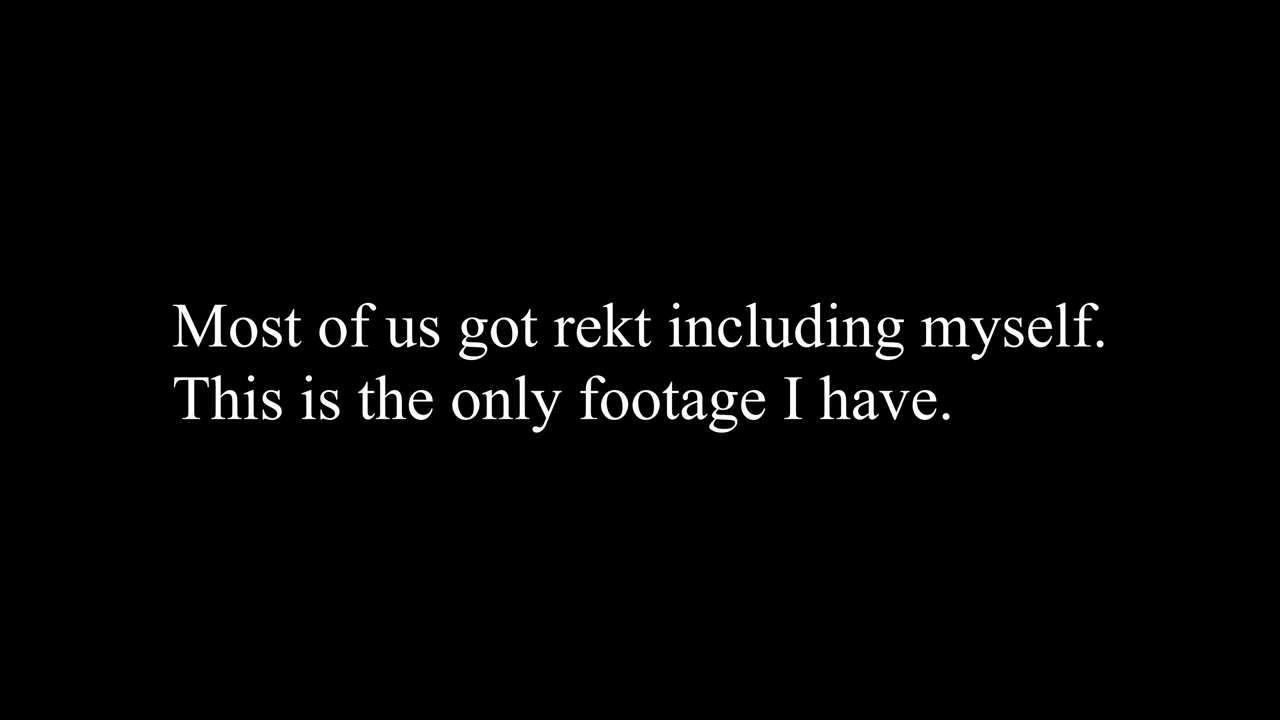 Most of us got rekt including myself.
This is the only footage I have.